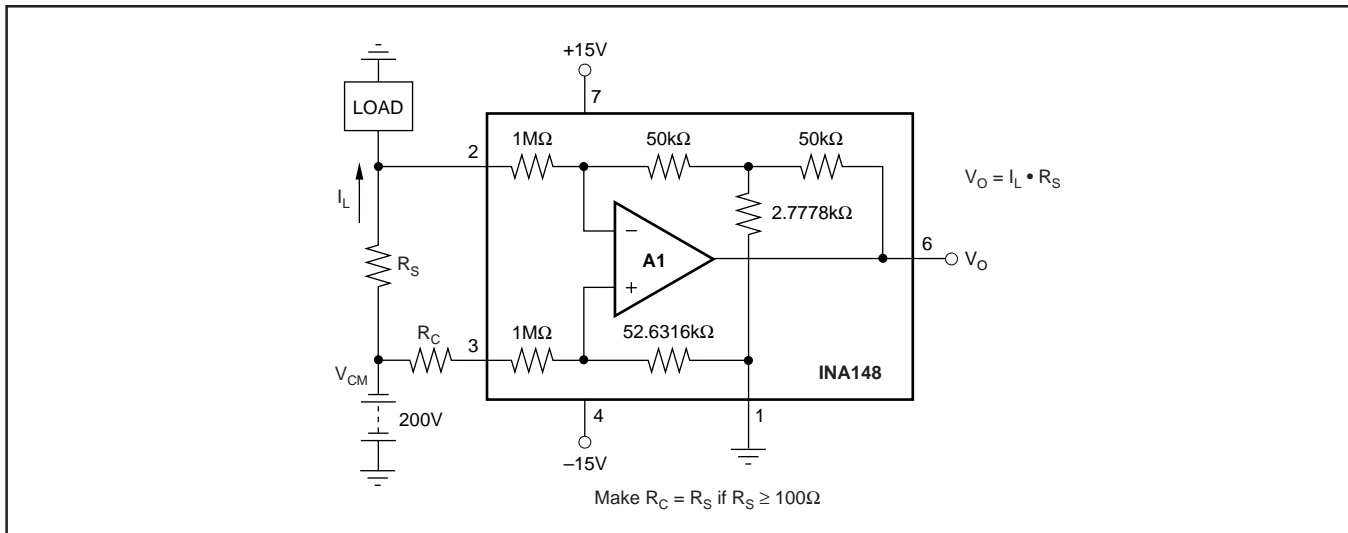 +15V
7
LOAD
1MΩ
50kΩ
50kΩ
2
V_O = I_L • R_S
I_L
2.7778kΩ
–
A1
6
V_O
R_S
+
R_C
3
1MΩ
52.6316kΩ
V_CM
INA148
200V
4
1
–15V
Make R_C = R_S if R_S ≥ 100Ω